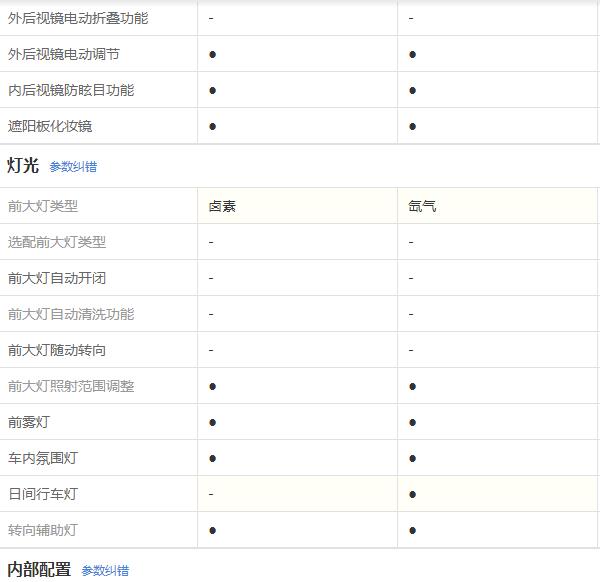 外后视镜电动折叠功能 - -
外后视镜电动调节 ● ●
内后视镜防眩目功能 ● ●
遮阳板化妆镜 ● ●
灯光 参数纠错
前大灯类型 卤素 氙气
选配前大灯类型 - -
前大灯自动开闭 - -
前大灯自动清洗功能 - -
前大灯随动转向 - -
前大灯照射范围调整 ● ●
前雾灯 ● ●
车内氛围灯 ● ●
日间行车灯 - ●
转向辅助灯 ● ●
内部配置 参数纠错